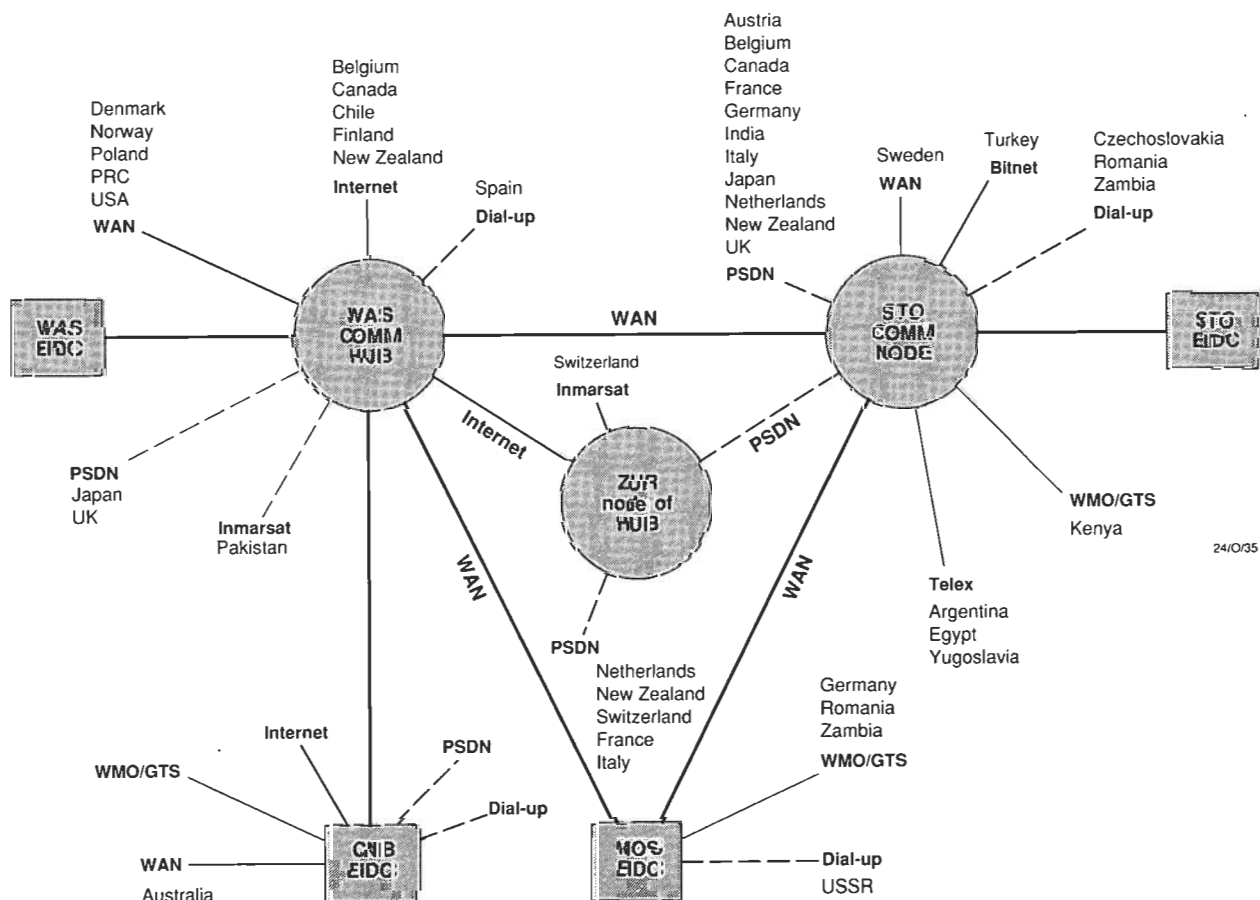 Denmark
Norway
Poland
PRC
USA
WAN
Belgium
Canada
Chile
Finland
New Zealand
Internet
Spain
Dial-up
Austria
Belgium
Canada
France
Germany
India
Italy
Japan
Netherlands
New Zealand
UK
PSDN
Sweden
WAN
Turkey
Bitnet
Czechoslovakia
Romania
Zambia
Dial-up
WAS
EIDC
WAS
COMM
HUB
WAN
STO
COMM
NODE
STO
EIDC
Switzerland
Inmarsat
Internet
PSDN
ZUR
node of
HUB
PSDN
Japan
UK
Inmarsat
Pakistan
WMO/GTS
Kenya
24/O/35
WAN
WAN
Telex
Argentina
Egypt
Yugoslavia
PSDN
Netherlands
New Zealand
Switzerland
France
Italy
Germany
Romania
Zambia
WMO/GTS
Internet
PSDN
WMO/GTS
Dial-up
WAN
Australia
CNB
EIDC
MOS
EIDC
Dial-up
USSR